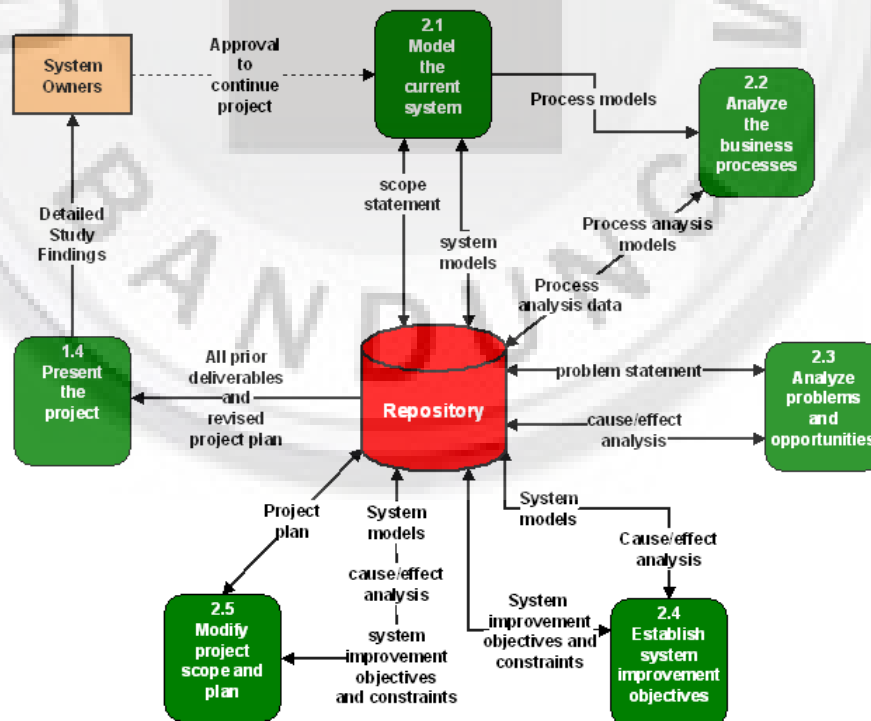 System
Owners
Approval
to
continue
project
2.1
Model
the
current
system
Process models
2.2
Analyze
the
business
processes
scope
statement
system
models
Process anaysis
models
Process
analysis data
Detailed
Study
Findings
1.4
Present
the
project
All prior
deliverables
and
revised
project plan
Repository
problem statement
cause/effect
analysis
2.3
Analyze
problems
and
opportunities
Project
plan
System
models
cause/effect
analysis
system
improvement
objectives
and constraints
System
models
Cause/effect
analysis
System
improvement
objectives and
constraints
2.5
Modify
project
scope and
plan
2.4
Establish
system
improvement
objectives
BANDUNG